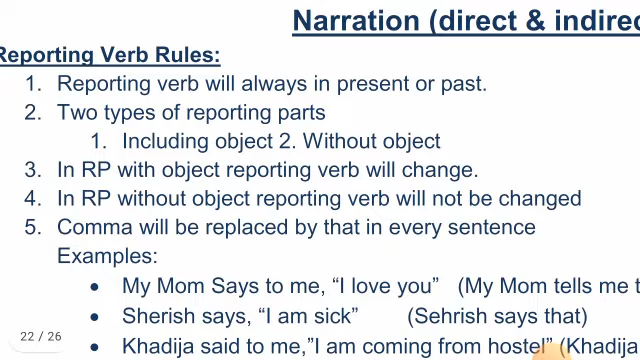 Narration (direct & indirec
Reporting Verb Rules:
1. Reporting verb will always in present or past.
2. Two types of reporting parts
1. Including object 2. Without object
3. In RP with object reporting verb will change.
4. In RP without object reporting verb will not be changed
5. Comma will be replaced by that in every sentence
Examples:
• My Mom Says to me, “I love you” (My Mom tells me t
• Sherish says, “I am sick” (Sehrish says that)
• Khadija said to me,”I am coming from hostel” (Khadija
22 / 26